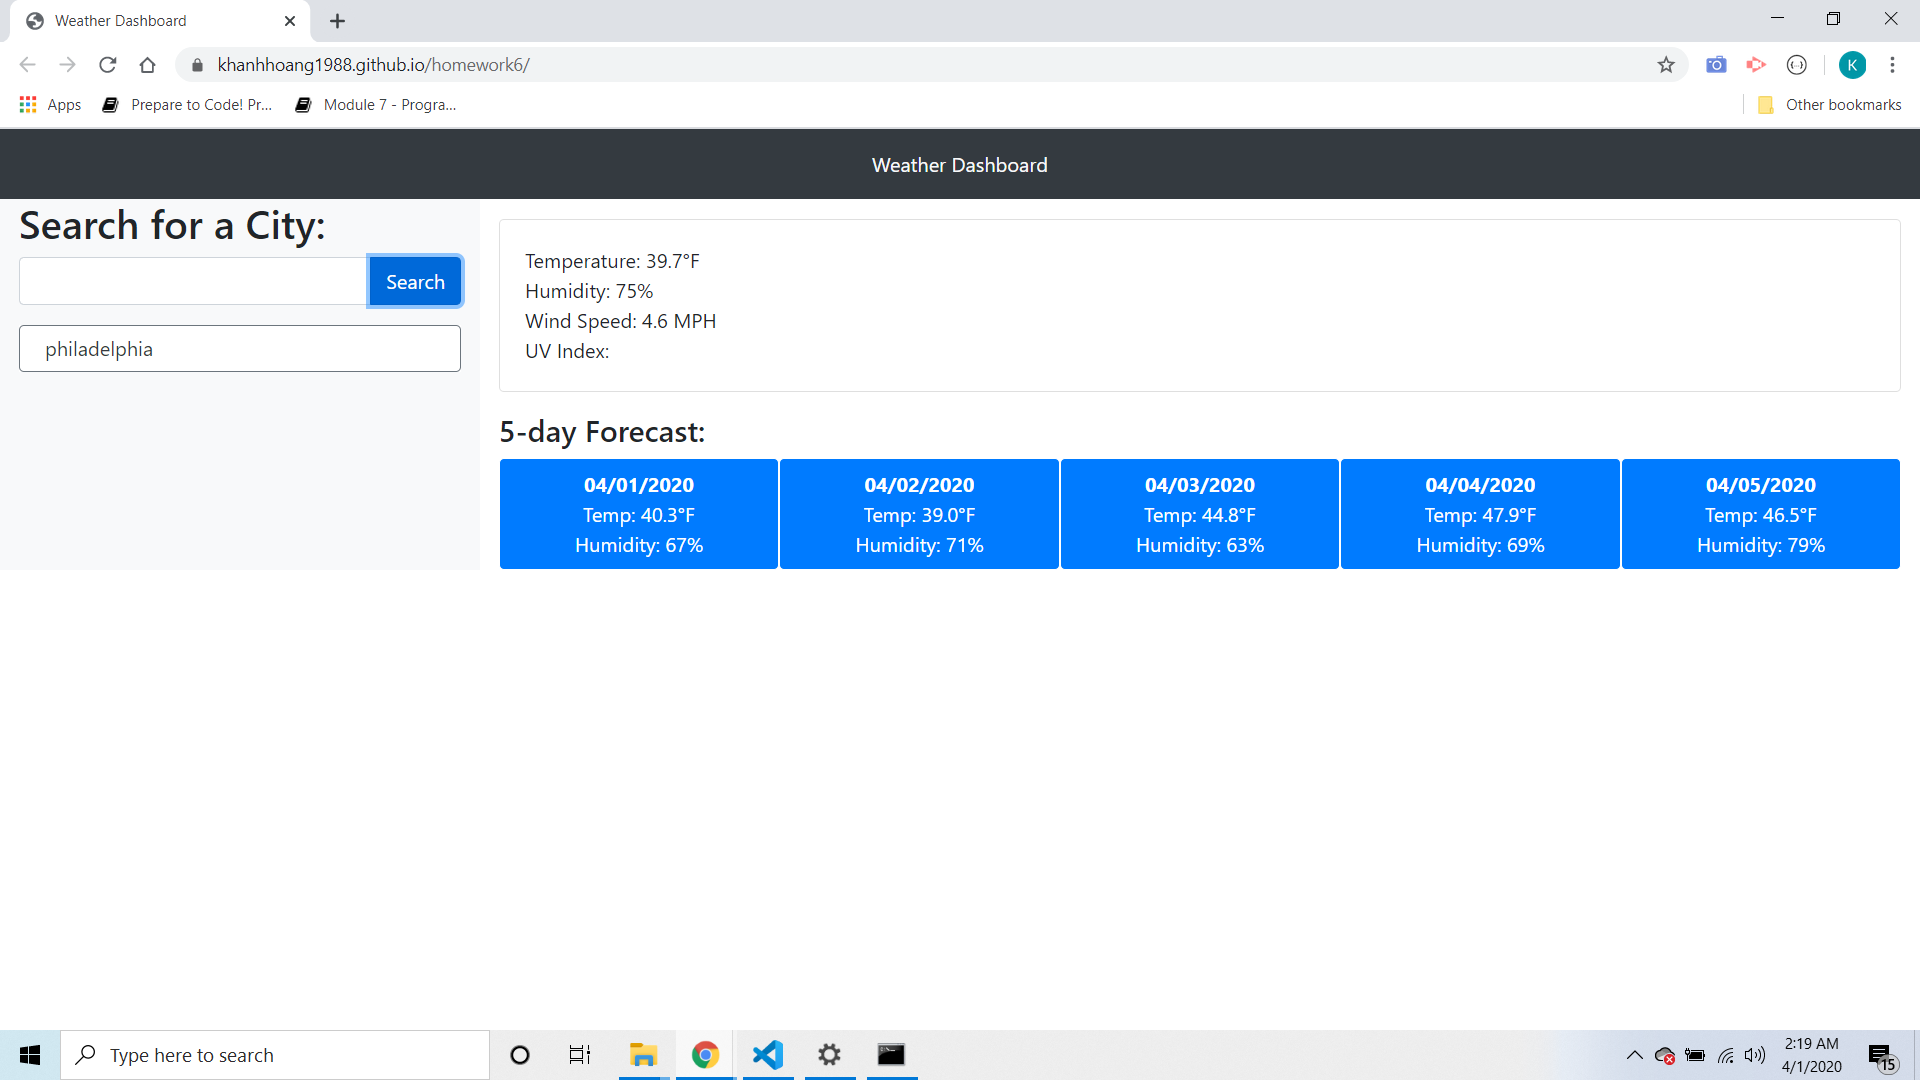 Weather Dashboard
khanhhoang1988.github.io/homework6/
K
Apps
Prepare to Code! Pr...
Module 7 - Progra...
Other bookmarks
Weather Dashboard
Search for a City:
Search
philadelphia
Temperature: 39.7°F
Humidity: 75%
Wind Speed: 4.6 MPH
UV Index:
5-day Forecast:
04/01/2020
Temp: 40.3°F
Humidity: 67%
04/02/2020
Temp: 39.0°F
Humidity: 71%
04/03/2020
Temp: 44.8°F
Humidity: 63%
04/04/2020
Temp: 47.9°F
Humidity: 69%
04/05/2020
Temp: 46.5°F
Humidity: 79%
Type here to search
2:19 AM
4/1/2020
15